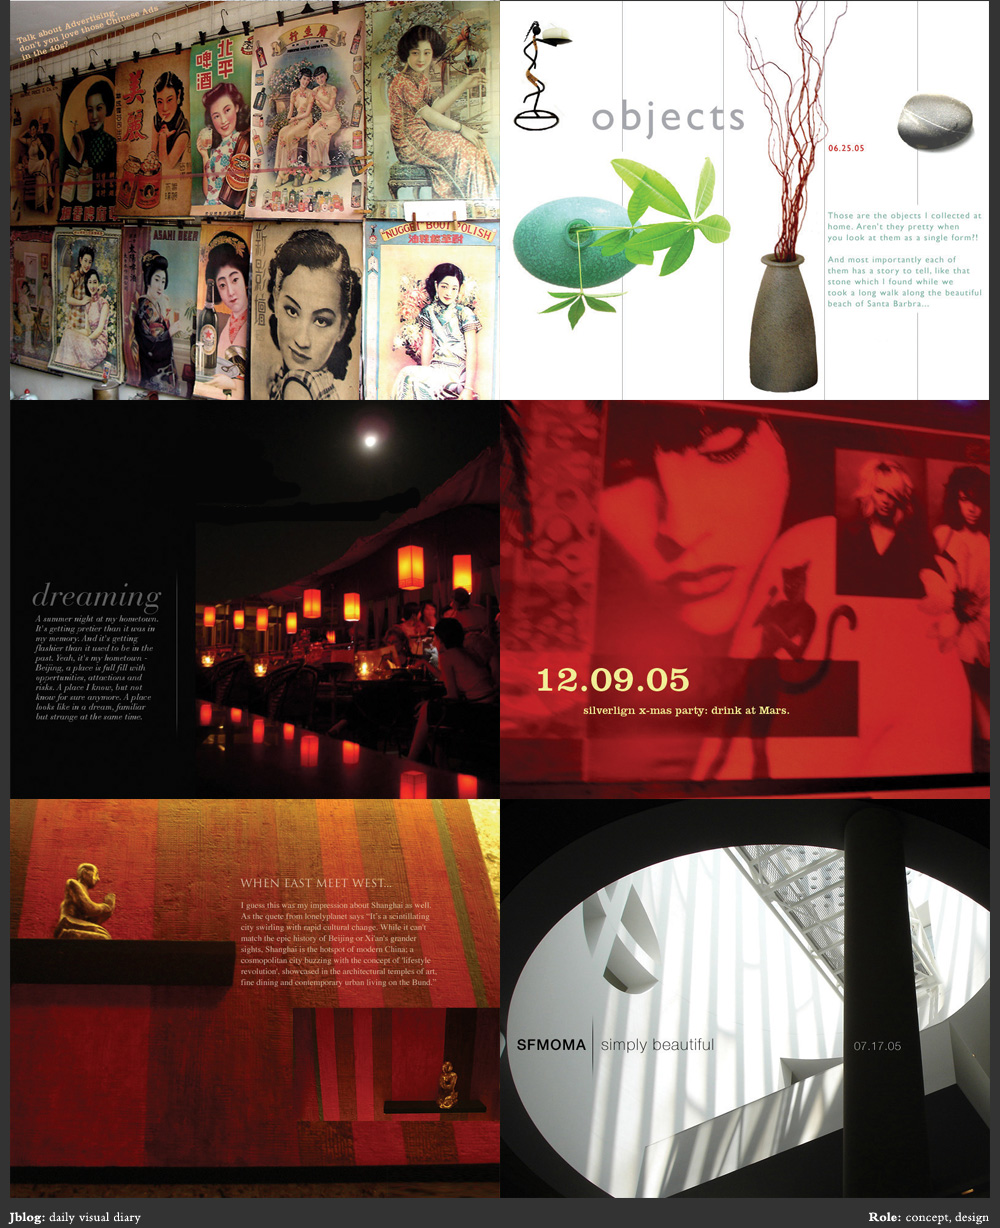 Talk about Advertising,
don't you love those Chinese Ads
in the 40s?
北平
啤酒
ASAHI BEER
NUGGET BOOT POLISH
objects
06.25.05
Those are the objects I collected at
home. Aren't they pretty when
you look at them as a single form?!
And most importantly each of
them has a story to tell, like that
stone which I found while we
took a long walk along the beautiful
beach of Santa Barbra...
dreaming
A summer night at my hometown.
It's getting pretier than it was in
my memory. And it's getting
flashier than it used to be in the
past. Yeah, it's my hometown -
Beijing, a place is full fill with
opportunities, attactions and
risks. A place I know, but not
know for sure anymore. A place
looks like in a dream, familiar
but strange at the same time.
12.09.05
silverlign x-mas party: drink at Mars.
WHEN EAST MEET WEST...
I guess this was my impression about Shanghai as well.
As the quete from lonelyplanet says "It's a scintillating
city swirling with rapid cultural change. While it can't
match the epic history of Beijing or Xi'an's grander
sights, Shanghai is the hotspot of modern China; a
cosmopolitan city buzzing with the concept of 'lifestyle
revolution', showcased in the architectural temples of art,
fine dining and contemporary urban living on the Bund."
SFMOMA | simply beautiful
07.17.05
Jblog: daily visual diary
Role: concept, design